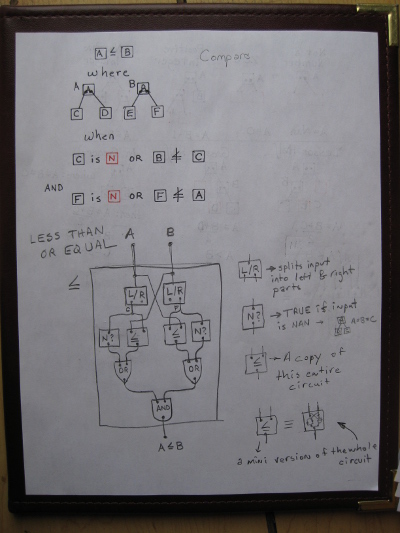 A ≤ B
Compare
where
A B
A A
C D E F
when
C is N OR B ≰ C
AND F is N OR F ≰ A
LESS THAN OR EQUAL
≤
A B
L/R L/R
C F
N? ≤ ≤ N?
OR OR
AND
A ≤ B
L/R → splits input into left & right parts
N? → TRUE if input is NAN →
≤ → A copy of this entire circuit
≤ ≡
a mini version of the whole circuit